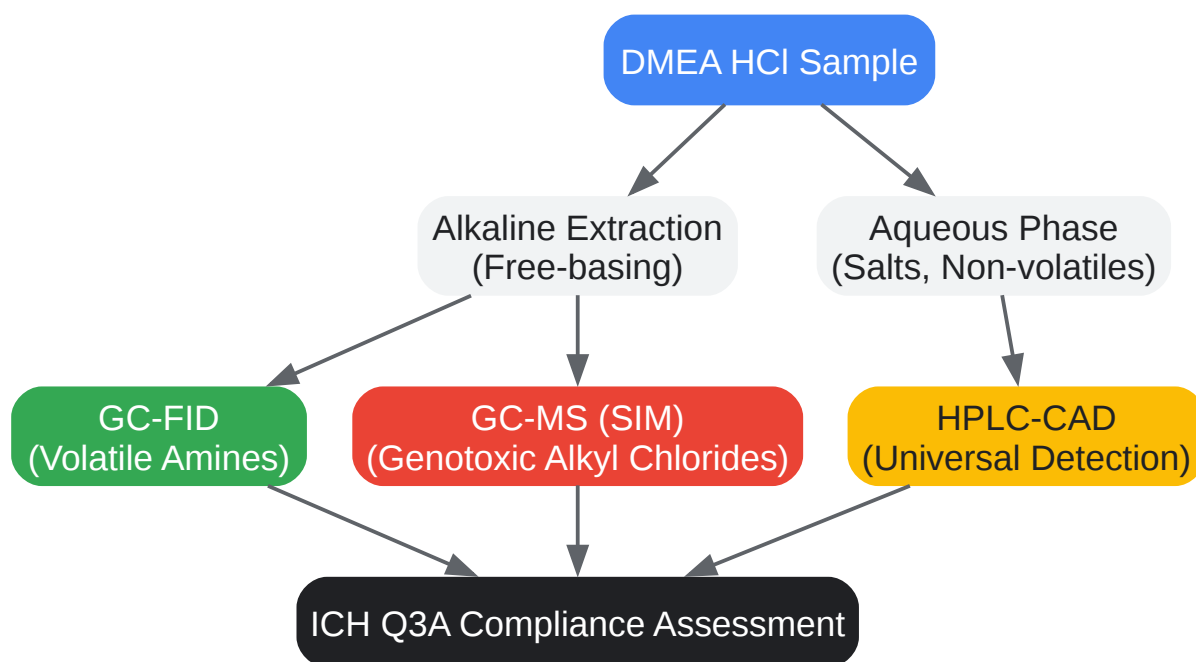 DMEA HCl Sample
Alkaline Extraction
(Free-basing)
Aqueous Phase
(Salts, Non-volatiles)
GC-FID
(Volatile Amines)
GC-MS (SIM)
(Genotoxic Alkyl Chlorides)
HPLC-CAD
(Universal Detection)
ICH Q3A Compliance Assessment